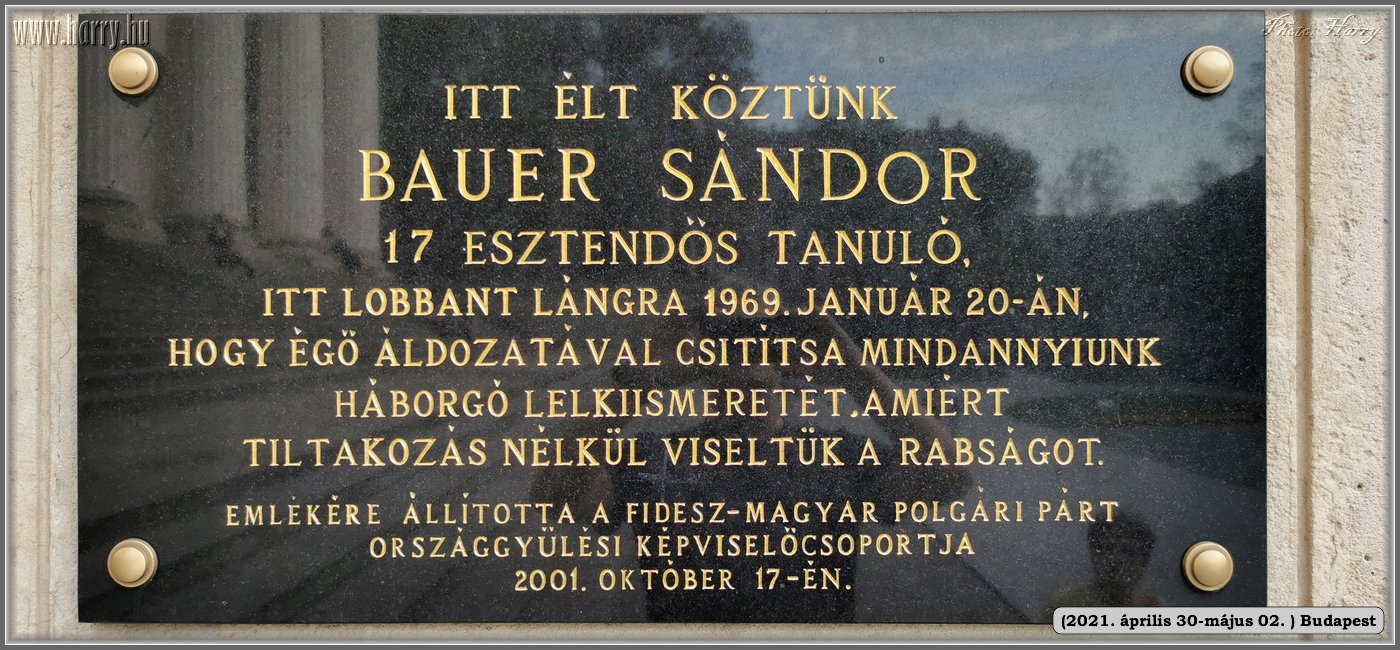 www.harry.hu
Photo: Harry
ITT ÉLT KÖZTÜNK
BAUER SÁNDOR
17 ESZTENDŐS TANULÓ,
ITT LOBBANT LÁNGRA 1969. JANUÁR 20-ÁN,
HOGY ÉGŐ ÁLDOZATÁVAL CSITÍTSA MINDANNYIUNK
HÁBORGÓ LELKIISMERETÉT, AMIÉRT
TILTAKOZÁS NÉLKÜL VISELTÜK A RABSÁGOT.
EMLÉKÉRE ÁLLÍTOTTA A FIDESZ-MAGYAR POLGÁRI PÁRT
ORSZÁGGYŰLÉSI KÉPVISELŐCSOPORTJA
2001. OKTÓBER 17-ÉN.
(2021. április 30-május 02. ) Budapest